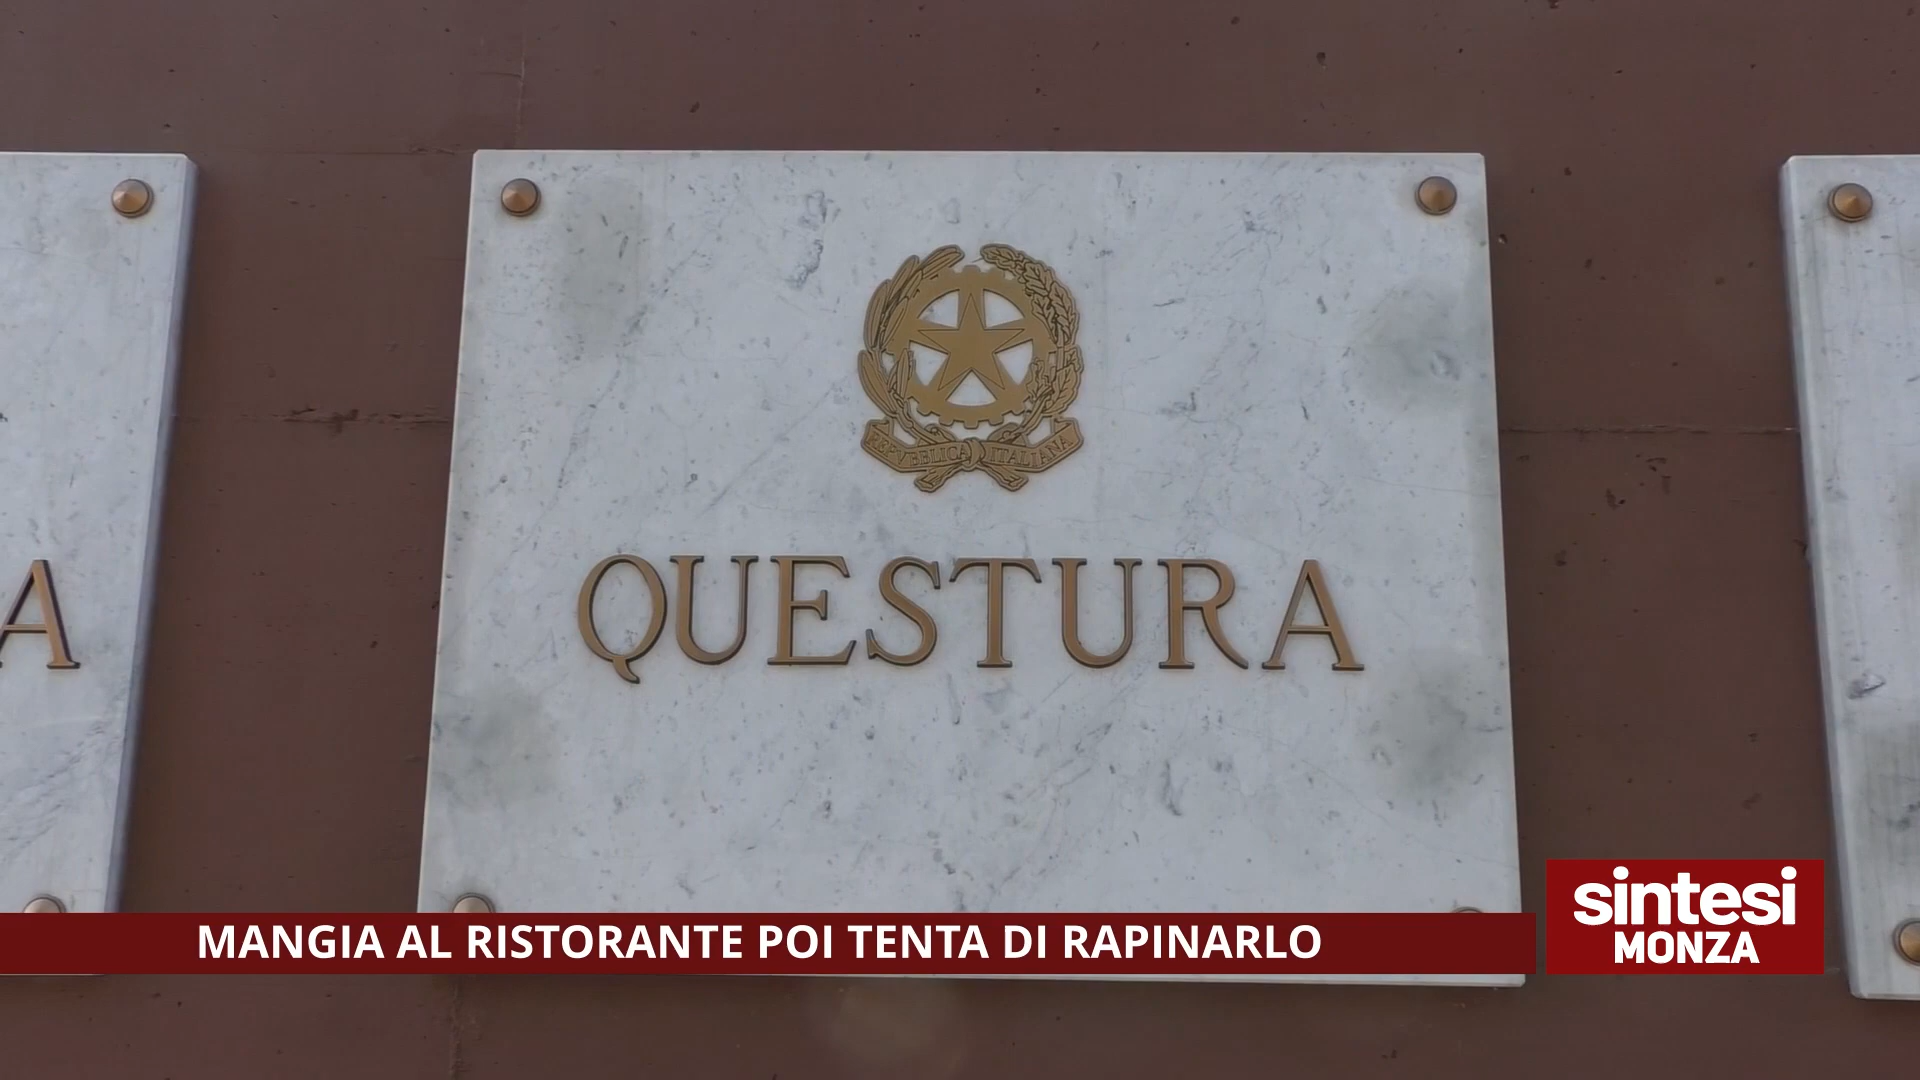 REPVBBLICA ITALIANA
QUESTURA
A
MANGIA AL RISTORANTE POI TENTA DI RAPINARLO
sintesi
MONZA